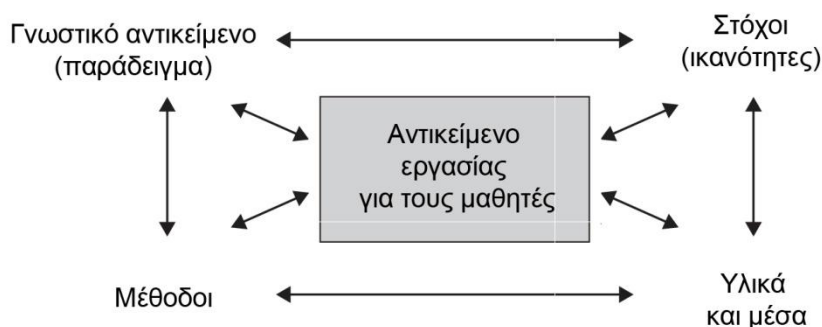 Γνωστικό αντικείμενο
(παράδειγμα)
Στόχοι
(ικανότητες)
Αντικείμενο
εργασίας
για τους μαθητές
Μέθοδοι
Υλικά
και μέσα